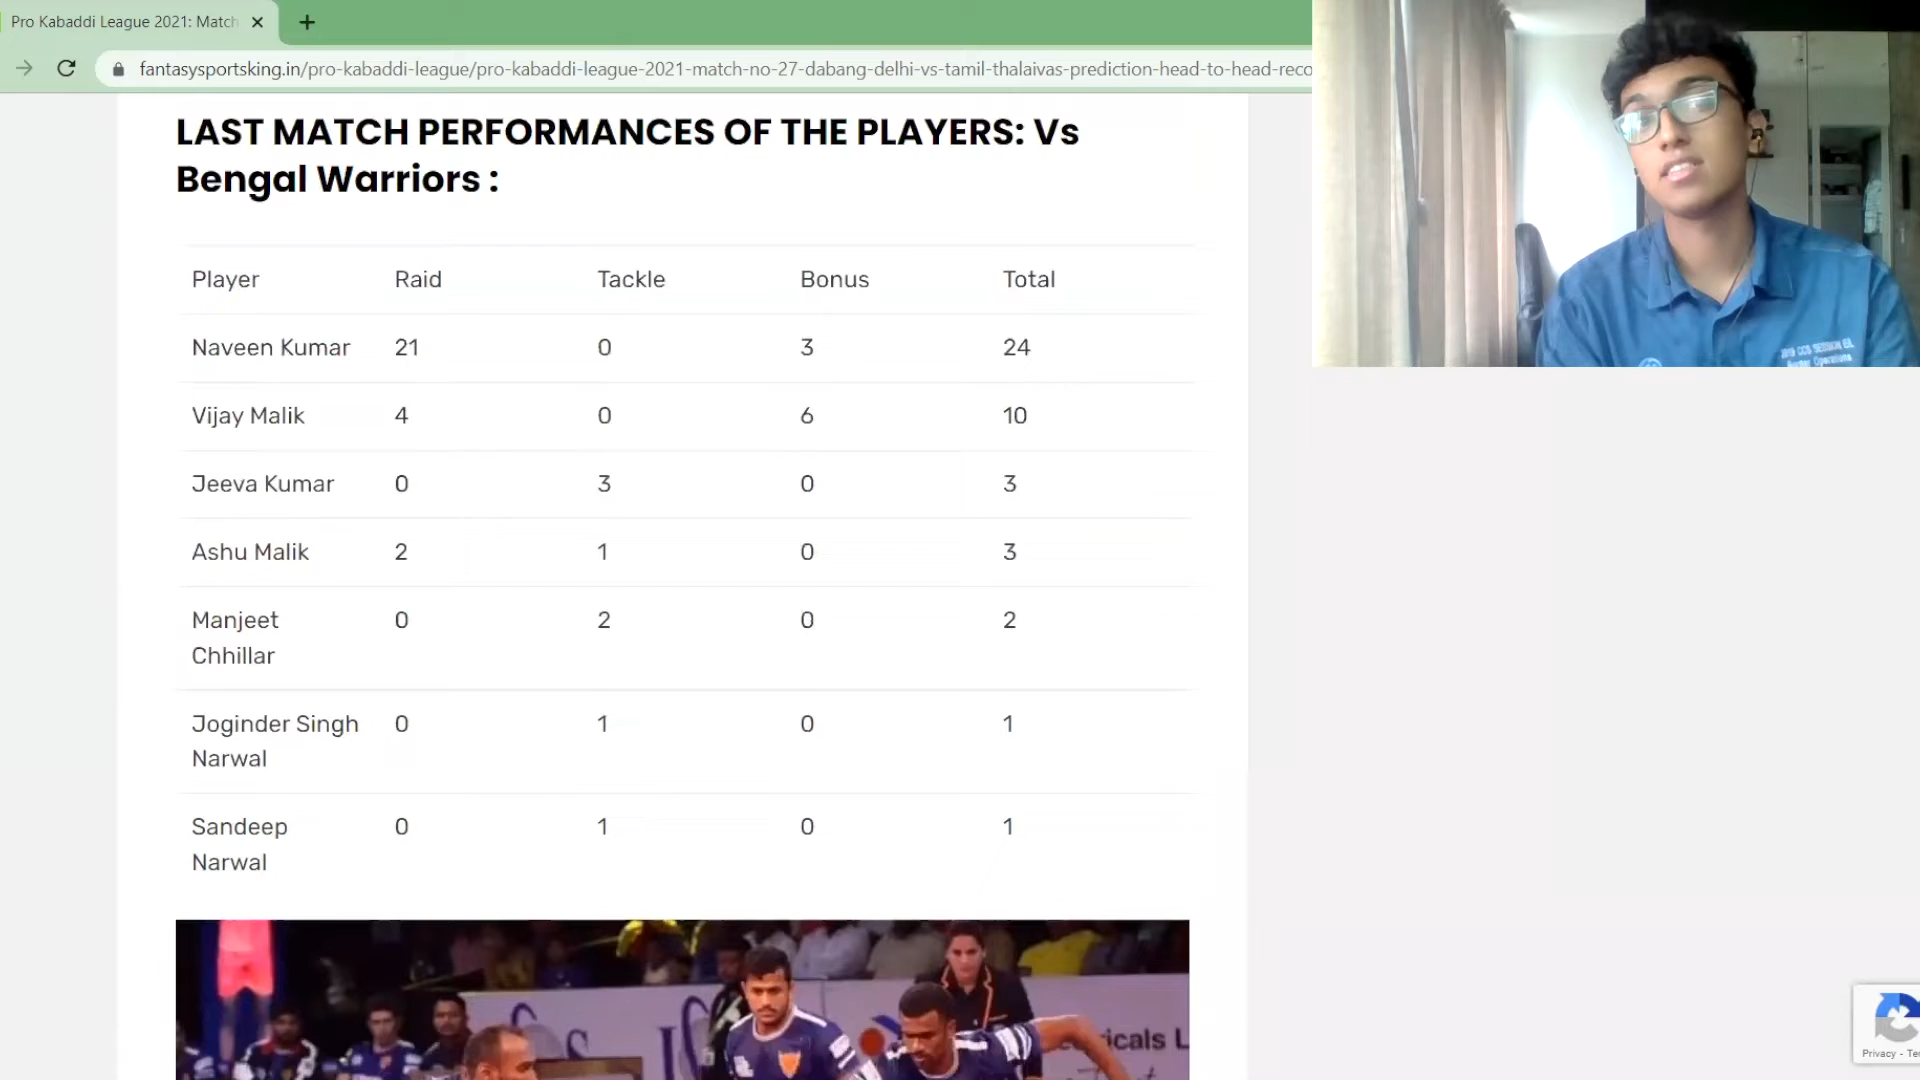 Pro Kabaddi League 2021: Match
fantasysportsking.in/pro-kabaddi-league/pro-kabaddi-league-2021-match-no-27-dabang-delhi-vs-tamil-thalaivas-prediction-head-to-head-reco
LAST MATCH PERFORMANCES OF THE PLAYERS: Vs
Bengal Warriors :
Player Raid Tackle Bonus Total
Naveen Kumar 21 0 3 24
Vijay Malik 4 0 6 10
Jeeva Kumar 0 3 0 3
Ashu Malik 2 1 0 3
Manjeet
Chhillar 0 2 0 2
Joginder Singh
Narwal 0 1 0 1
Sandeep
Narwal 0 1 0 1
Privacy - Te